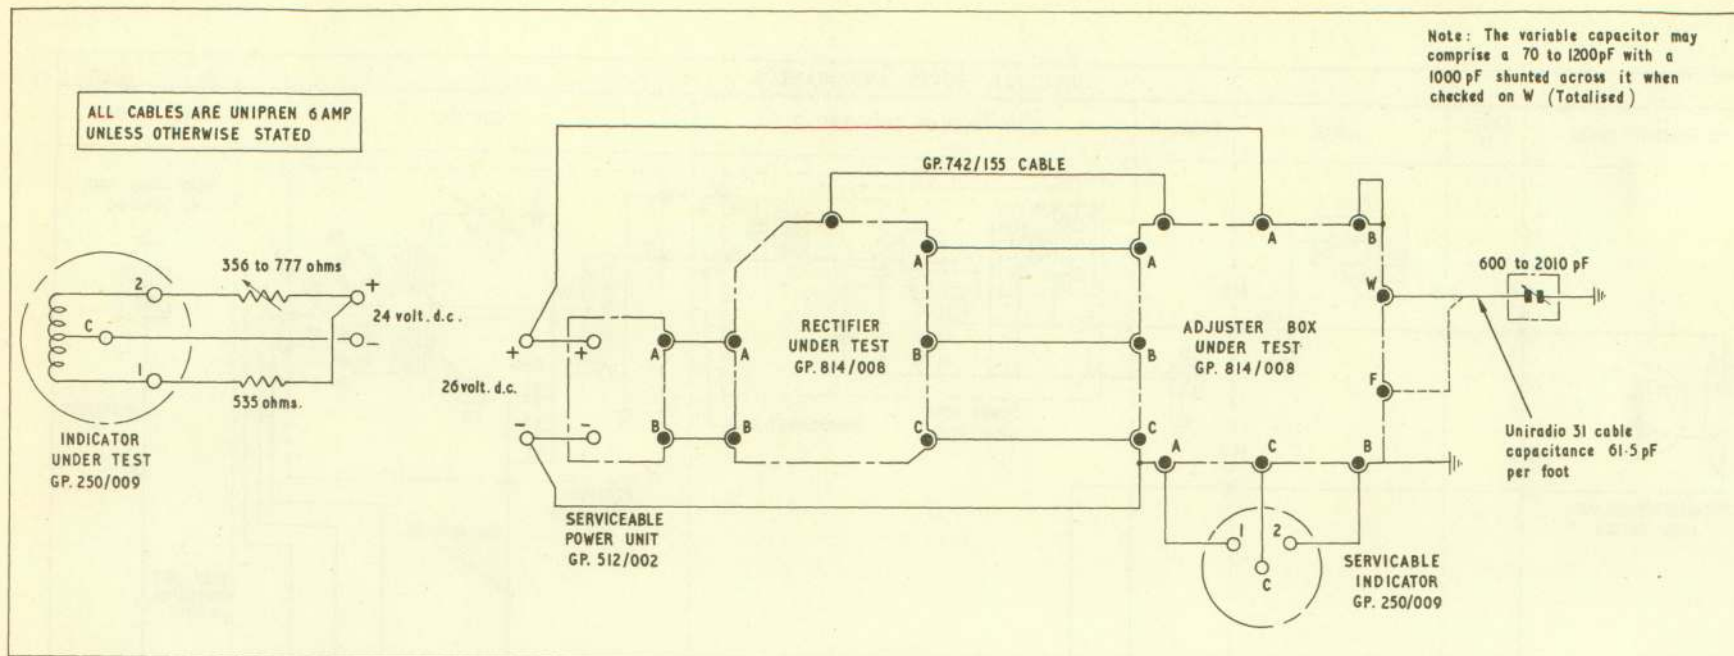 Note: The variable capacitor may
comprise a 70 to 1200pF with a
1000 pF shunted across it when
checked on W (Totalised)
ALL CABLES ARE UNIPREN 6 AMP
UNLESS OTHERWISE STATED
GP. 742/155 CABLE
A
B
356 to 777 ohms
2
+
C
24 volt. d.c.
-
1
535 ohms.
INDICATOR
UNDER TEST
GP. 250/009
+
+
26 volt. d.c.
-
-
A
B
SERVICEABLE
POWER UNIT
GP. 512/002
A
B
RECTIFIER
UNDER TEST
GP. 814/008
A
B
C
A
B
C
ADJUSTER BOX
UNDER TEST
GP. 814/008
W
F
600 to 2010 pF
Uniradio 31 cable
capacitance 61·5 pF
per foot
A
C
B
1
2
C
SERVICABLE
INDICATOR
GP. 250/009